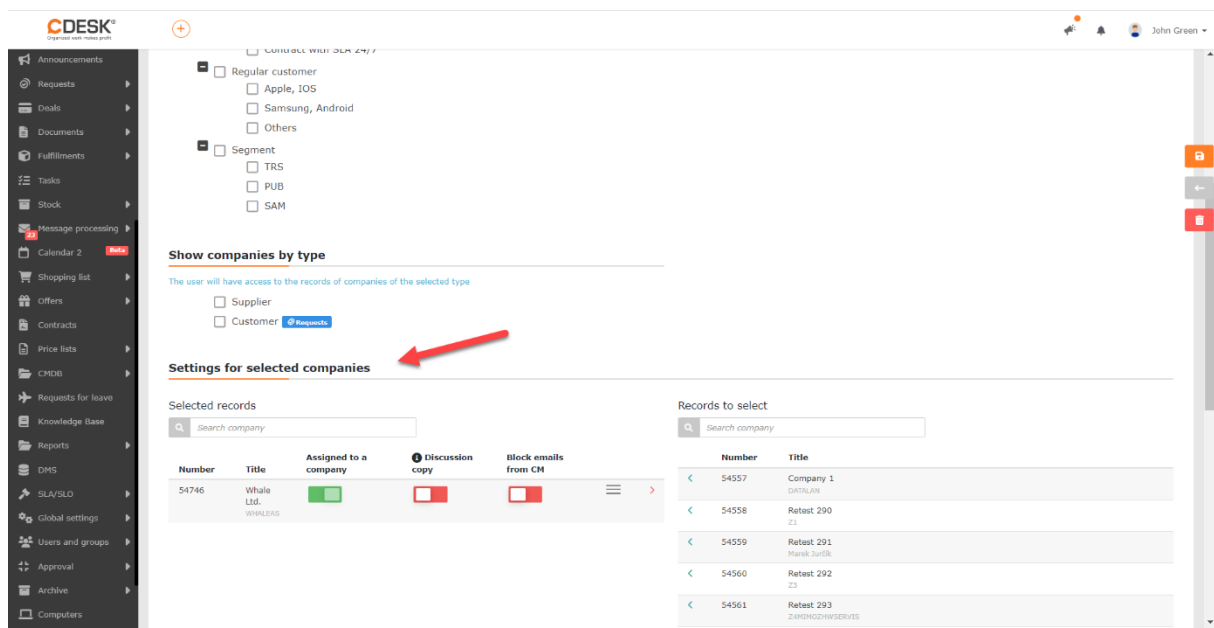 CDESK®
Organized work makes profit
John Green
Announcements
Requests
Deals
Documents
Fulfillments
Tasks
Stock
Message processing
23
Calendar 2
Beta
Shopping list
Offers
Contracts
Price lists
CMDB
Requests for leave
Knowledge Base
Reports
DMS
SLA/SLO
Global settings
Users and groups
Approval
Archive
Computers
Contract with SLA 24/7
Regular customer
Apple, IOS
Samsung, Android
Others
Segment
TRS
PUB
SAM
Show companies by type
The user will have access to the records of companies of the selected type
Supplier
Customer @Requests
Settings for selected companies
Selected records
Search company
Number Title Assigned to a company Discussion copy Block emails from CM
54746 Whale Ltd.
WHALEAS
Records to select
Search company
Number Title
54557 Company 1
DATALAN
54558 Retest 290
Z1
54559 Retest 291
Marek Jurčík
54560 Retest 292
Z3
54561 Retest 293
Z4MIMOZHWSERVIS